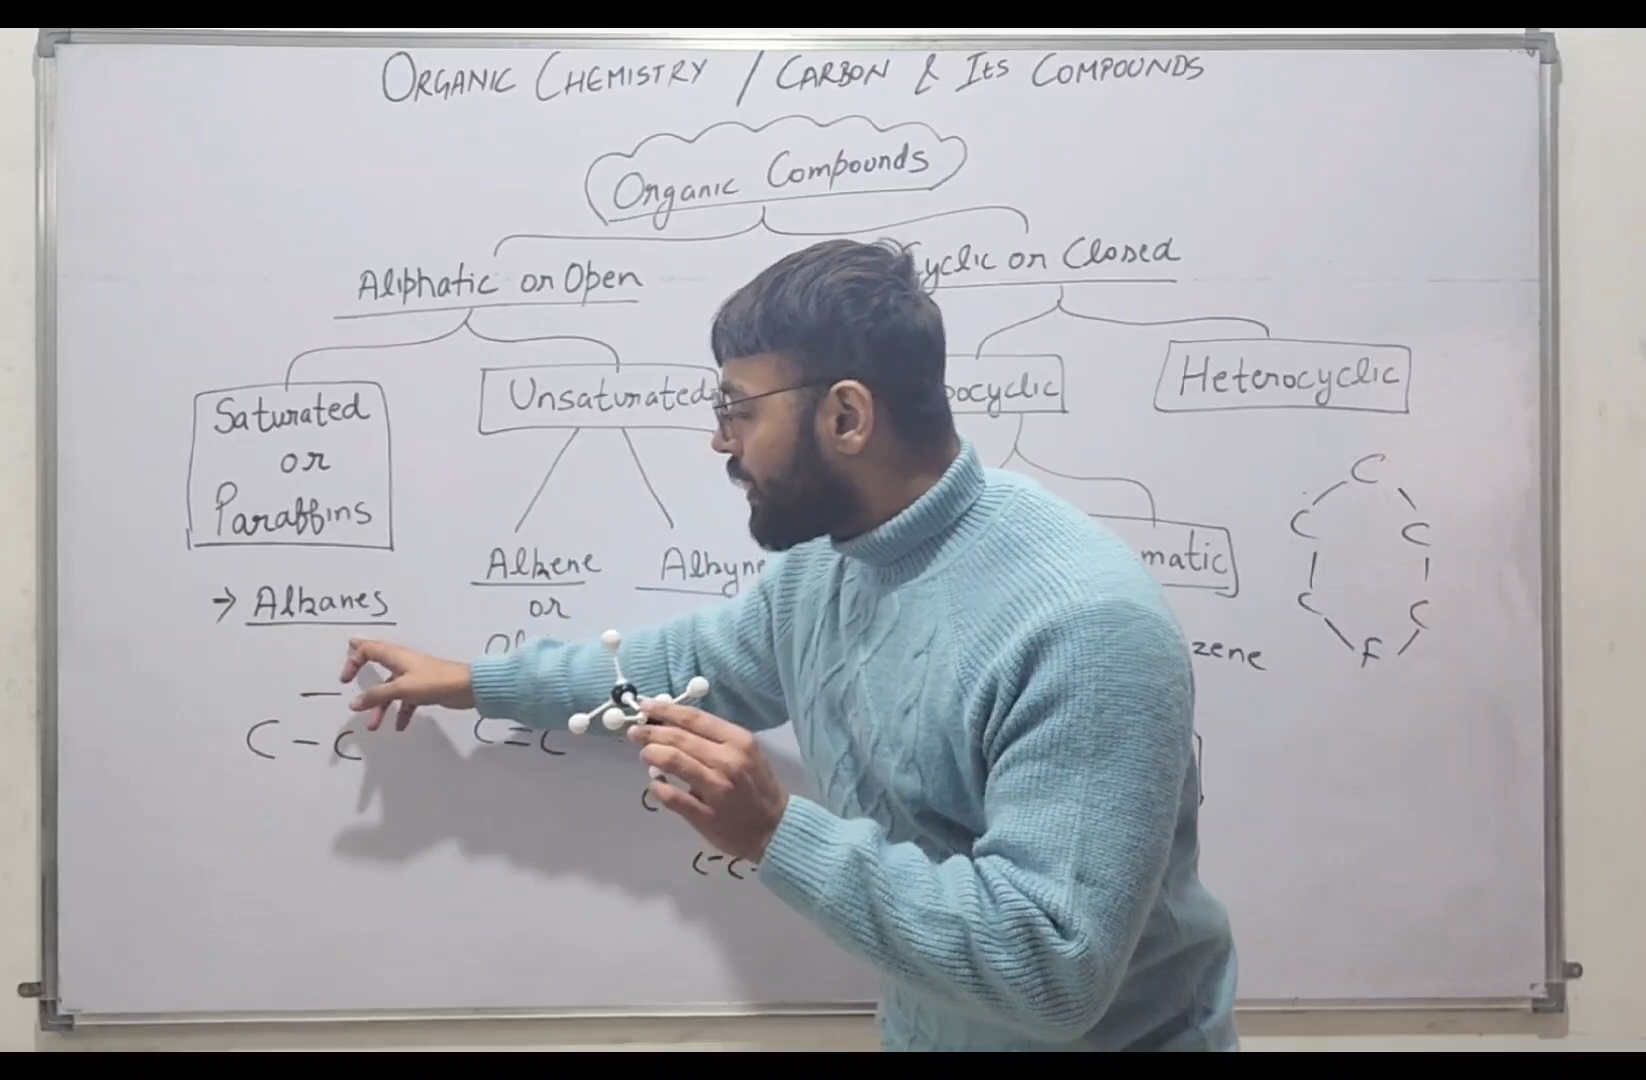 ORGANIC CHEMISTRY / CARBON & ITS COMPOUNDS
Organic Compounds
Aliphatic or Open
Cyclic or Closed
Saturated
or
Paraffins
Unsaturated
ocyclic
Heterocyclic
→ Alkanes
Alkene
or
Alkyne
matic
zene
—
C – C
C = C
C
C–C–
C
C C
C C
F